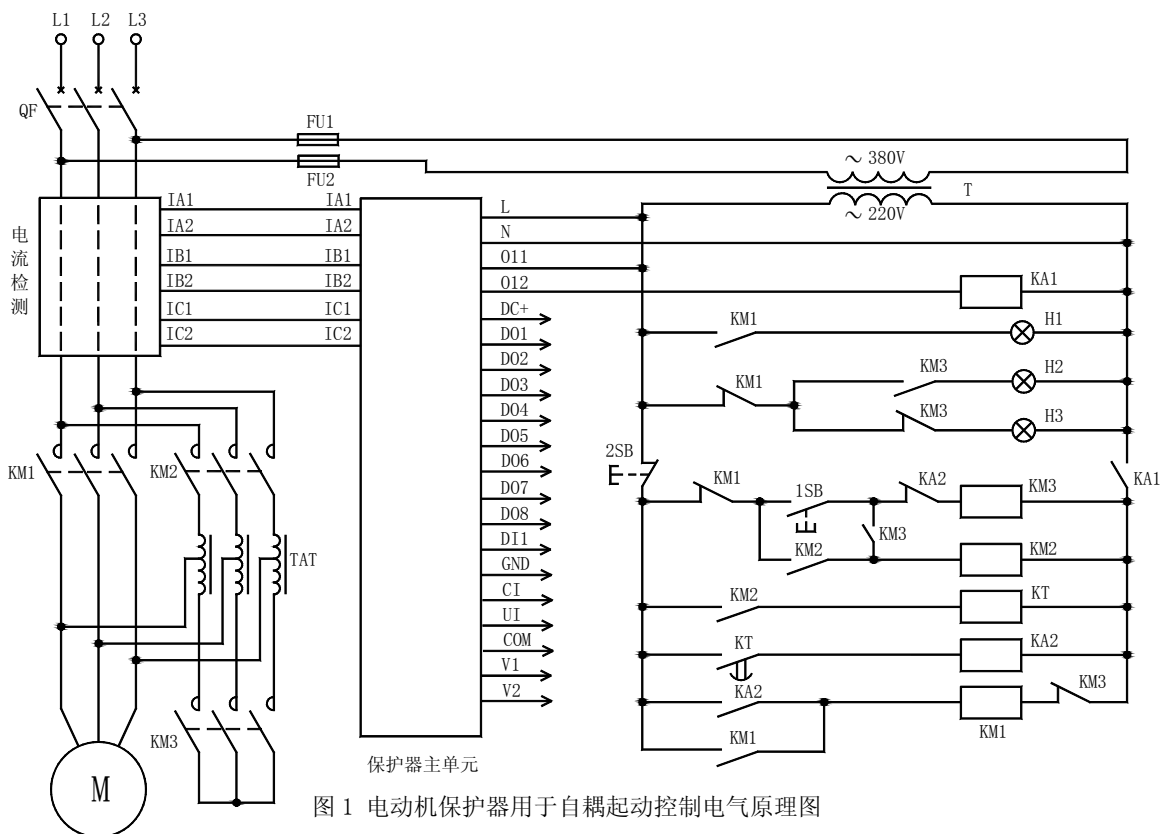 L1 L2 L3
QF
FU1
FU2
～380V
T
～220V
电流检测
IA1 IA1
IA2 IA2
IB1 IB1
IB2 IB2
IC1 IC1
IC2 IC2
L
N
O11
O12
DC+
DO1
DO2
DO3
DO4
DO5
DO6
DO7
DO8
DI1
GND
CI
UI
COM
V1
V2
KA1
KM1 H1
KM1 KM3 H2
KM3 H3
2SB KA1
KM1 1SB KA2 KM3
KM3
KM2 KM2
KM2 KT
KT KA2
KA2 KM3
KM1
KM1
KM1 KM2
TAT
KM3
M
保护器主单元
图 1 电动机保护器用于自耦起动控制电气原理图